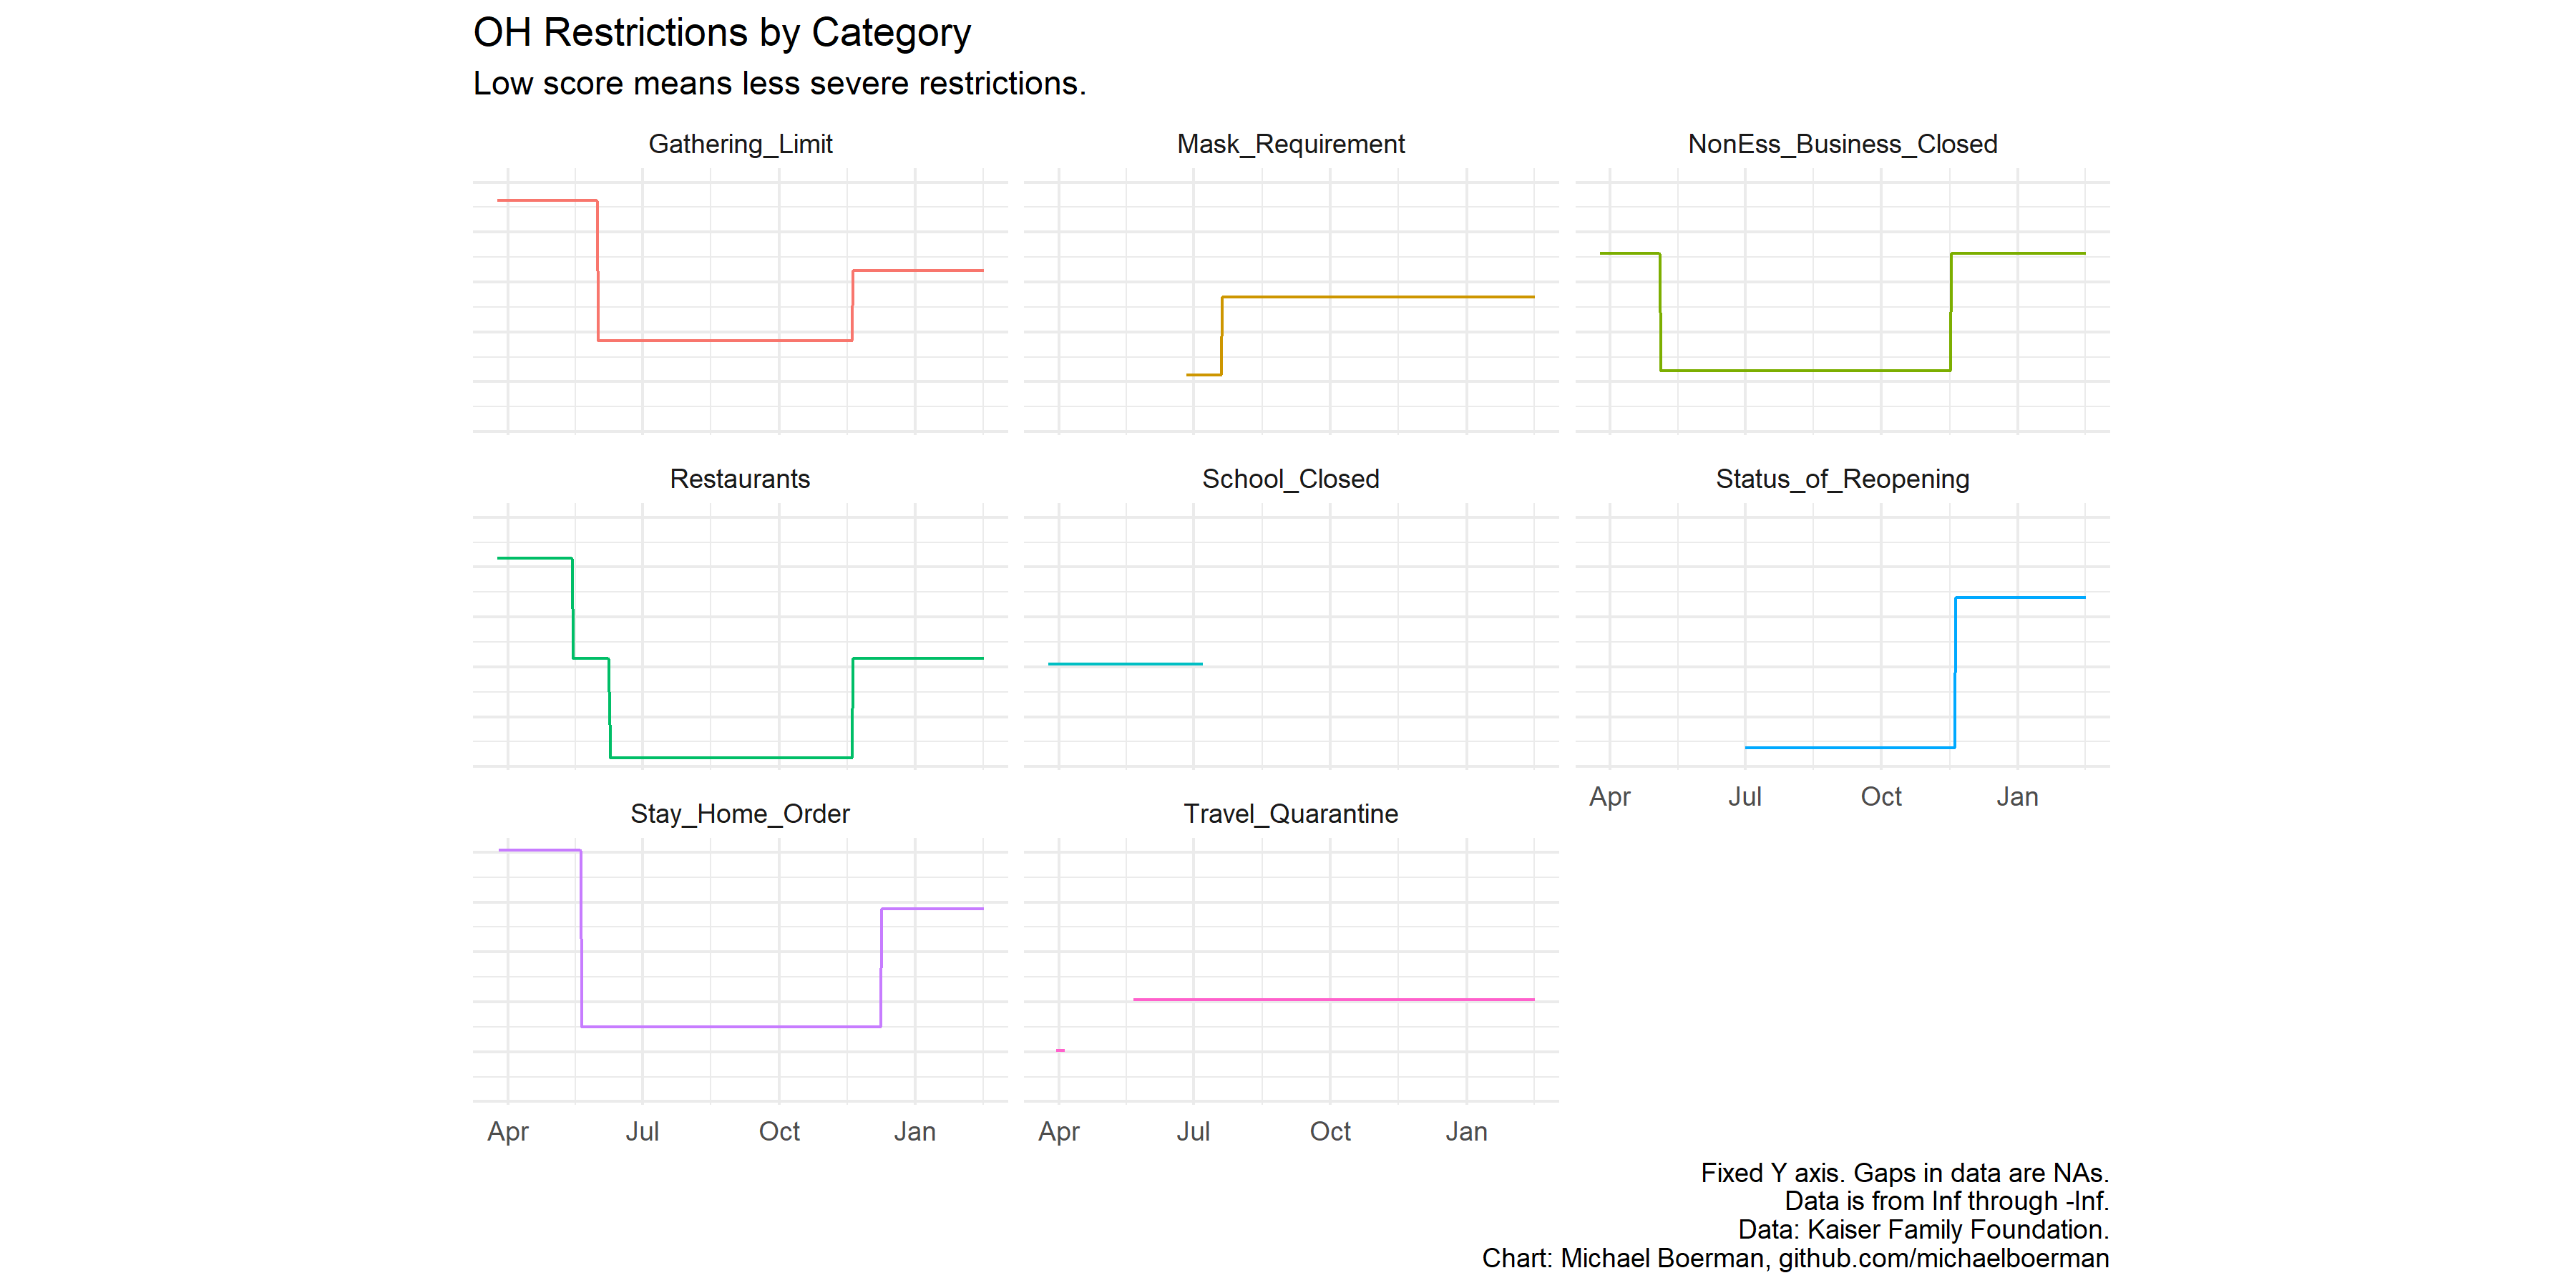 OH Restrictions by Category
Low score means less severe restrictions.
Gathering_Limit
Mask_Requirement
NonEss_Business_Closed
Restaurants
School_Closed
Status_of_Reopening
Apr Jul Oct Jan
Stay_Home_Order
Travel_Quarantine
Apr Jul Oct Jan
Apr Jul Oct Jan
Fixed Y axis. Gaps in data are NAs.
Data is from Inf through -Inf.
Data: Kaiser Family Foundation.
Chart: Michael Boerman, github.com/michaelboerman